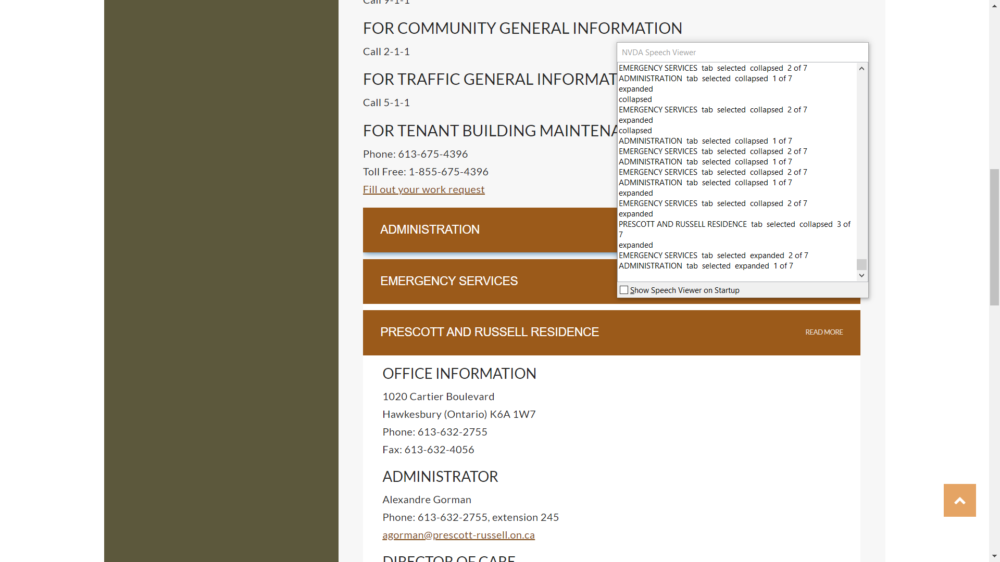 Call 9-1-1
FOR COMMUNITY GENERAL INFORMATION
Call 2-1-1
FOR TRAFFIC GENERAL INFORMAT
Call 5-1-1
FOR TENANT BUILDING MAINTENA
Phone: 613-675-4396
Toll Free: 1-855-675-4396
Fill out your work request
ADMINISTRATION
EMERGENCY SERVICES
PRESCOTT AND RUSSELL RESIDENCE
READ MORE
OFFICE INFORMATION
1020 Cartier Boulevard
Hawkesbury (Ontario) K6A 1W7
Phone: 613-632-2755
Fax: 613-632-4056
ADMINISTRATOR
Alexandre Gorman
Phone: 613-632-2755, extension 245
agorman@prescott-russell.on.ca
DIRECTOR OF CARE
NVDA Speech Viewer
EMERGENCY SERVICES  tab  selected  collapsed  2 of 7
ADMINISTRATION  tab  selected  collapsed  1 of 7
expanded
collapsed
EMERGENCY SERVICES  tab  selected  collapsed  2 of 7
expanded
collapsed
ADMINISTRATION  tab  selected  collapsed  1 of 7
EMERGENCY SERVICES  tab  selected  collapsed  2 of 7
ADMINISTRATION  tab  selected  collapsed  1 of 7
EMERGENCY SERVICES  tab  selected  collapsed  2 of 7
ADMINISTRATION  tab  selected  collapsed  1 of 7
expanded
EMERGENCY SERVICES  tab  selected  collapsed  2 of 7
expanded
PRESCOTT AND RUSSELL RESIDENCE  tab  selected  collapsed  3 of
7
expanded
EMERGENCY SERVICES  tab  selected  expanded  2 of 7
ADMINISTRATION  tab  selected  expanded  1 of 7
Show Speech Viewer on Startup